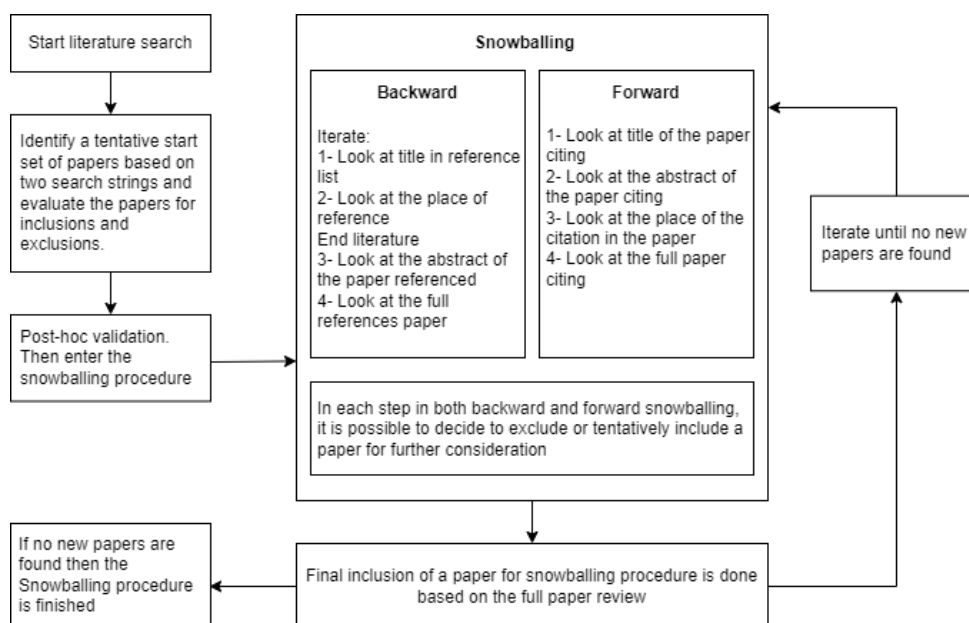 Start literature search
Identify a tentative start
set of papers based on
two search strings and
evaluate the papers for
inclusions and
exclusions.
Post-hoc validation.
Then enter the
snowballing procedure
Snowballing
Backward
Iterate:
1- Look at title in reference
list
2- Look at the place of
reference
End literature
3- Look at the abstract of
the paper referenced
4- Look at the full
references paper
Forward
1- Look at title of the paper
citing
2- Look at the abstract of
the paper citing
3- Look at the place of the
citation in the paper
4- Look at the full paper
citing
In each step in both backward and forward snowballing,
it is possible to decide to exclude or tentatively include a
paper for further consideration
Iterate until no new
papers are found
Final inclusion of a paper for snowballing procedure is done
based on the full paper review
If no new papers are
found then the
Snowballing procedure
is finished